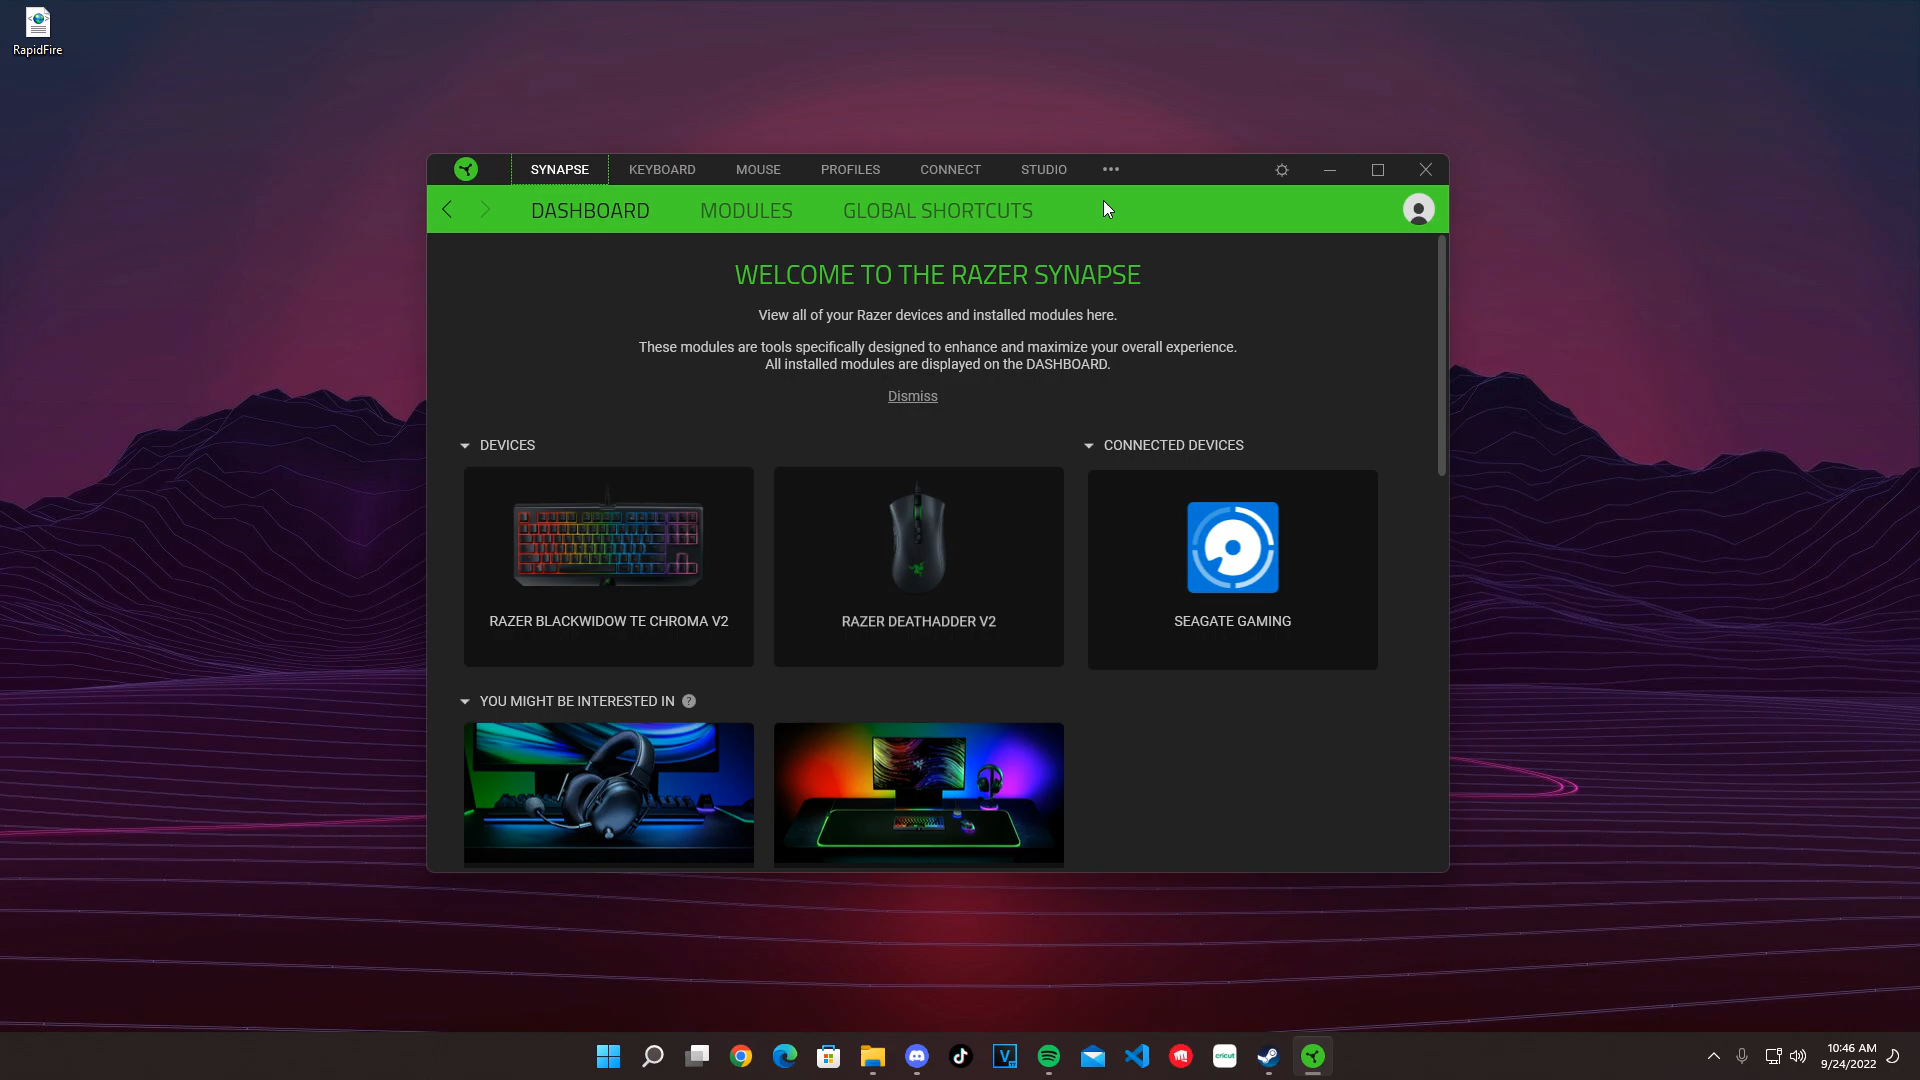 RapidFire
SYNAPSE KEYBOARD MOUSE PROFILES CONNECT STUDIO
DASHBOARD MODULES GLOBAL SHORTCUTS
WELCOME TO THE RAZER SYNAPSE
View all of your Razer devices and installed modules here.
These modules are tools specifically designed to enhance and maximize your overall experience.
All installed modules are displayed on the DASHBOARD.
Dismiss
DEVICES
CONNECTED DEVICES
RAZER BLACKWIDOW TE CHROMA V2
RAZER DEATHADDER V2
SEAGATE GAMING
YOU MIGHT BE INTERESTED IN ?
V
cricut
10:46 AM
9/24/2022